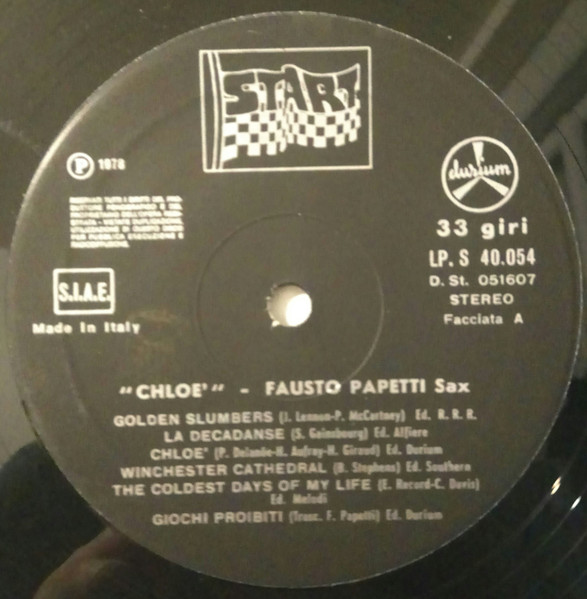 START
P 1978
durium
33 giri
LP. S 40.054
D. St. 051607
STEREO
Facciata A
S.I.A.E.
Made In Italy
"CHLOE'" - FAUSTO PAPETTI Sax
GOLDEN SLUMBERS (J. Lennon-P. McCartney) Ed. R. R. R.
LA DECADANSE (S. Gainsbourg) Ed. Alfiere
CHLOE' (P. Delanöe-H. Aufray-H. Giraud) Ed. Durium
WINCHESTER CATHEDRAL (B. Stephens) Ed. Southern
THE COLDEST DAYS OF MY LIFE (E. Record-C. Davis)
Ed. Melodi
GIOCHI PROIBITI (Trasc. F. Papetti) Ed. Durium